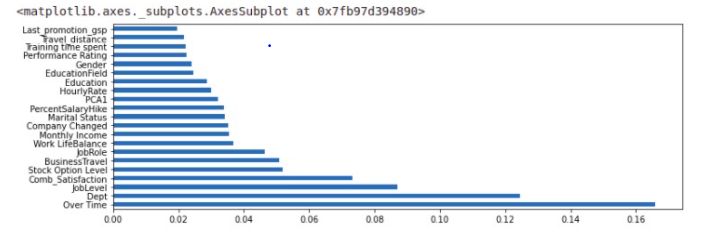 <matplotlib.axes._subplots.AxesSubplot at 0x7fb97d394890>
Last_promotion_gsp
Travel_distance
Training time spent
Performance Rating
Gender
EducationField
Education
HourlyRate
PCA1
PercentSalaryHike
Marital Status
Company Changed
Monthly Income
Work LifeBalance
JobRole
BusinessTravel
Stock Option Level
Comb_Satisfaction
JobLevel
Dept
Over Time
0.00 0.02 0.04 0.06 0.08 0.10 0.12 0.14 0.16